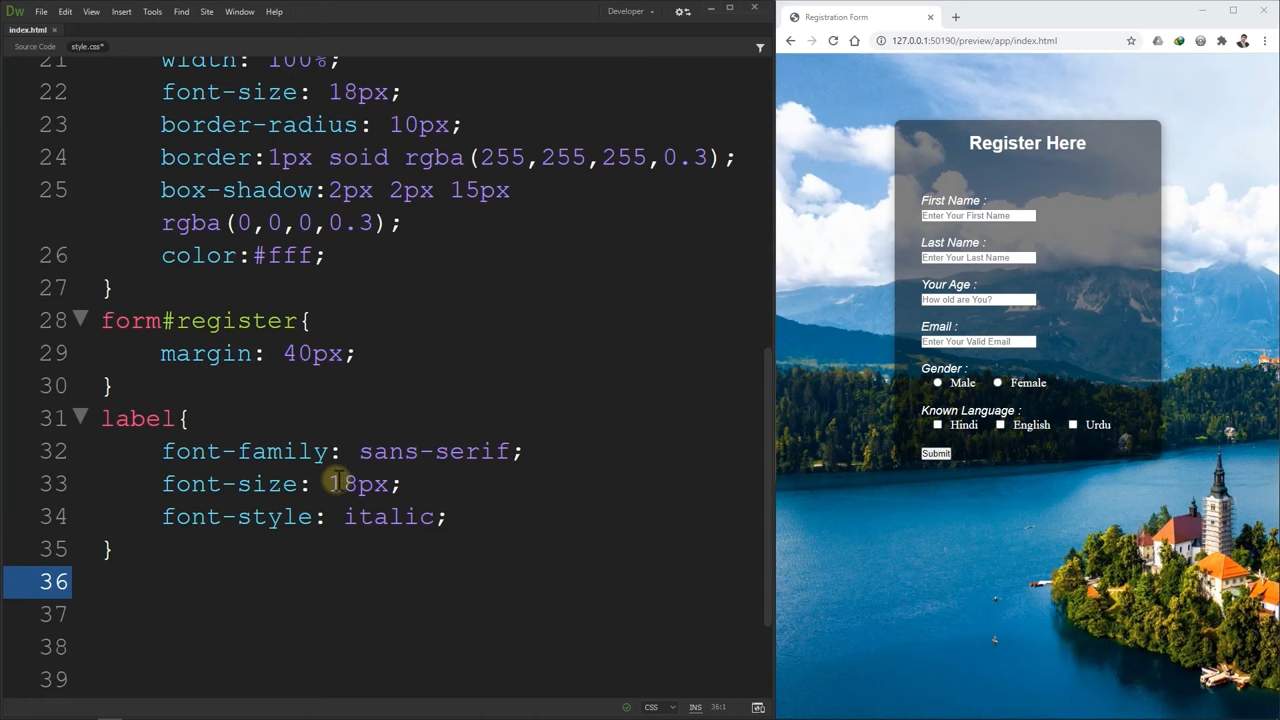 Dw File Edit View Insert Tools Find Site Window Help Developer
index.html
Source Code style.css*
21 width: 100%;
22 font-size: 18px;
23 border-radius: 10px;
24 border:1px soid rgba(255,255,255,0.3);
25 box-shadow:2px 2px 15px
rgba(0,0,0,0.3);
26 color:#fff;
27 }
28 form#register{
29 margin: 40px;
30 }
31 label{
32 font-family: sans-serif;
33 font-size: 18px;
34 font-style: italic;
35 }
36
37
38
39
CSS INS 36:1
Registration Form
127.0.0.1:50190/preview/app/index.html
Register Here
First Name :
Enter Your First Name
Last Name :
Enter Your Last Name
Your Age :
How old are You?
Email :
Enter Your Valid Email
Gender :
Male Female
Known Language :
Hindi English Urdu
Submit